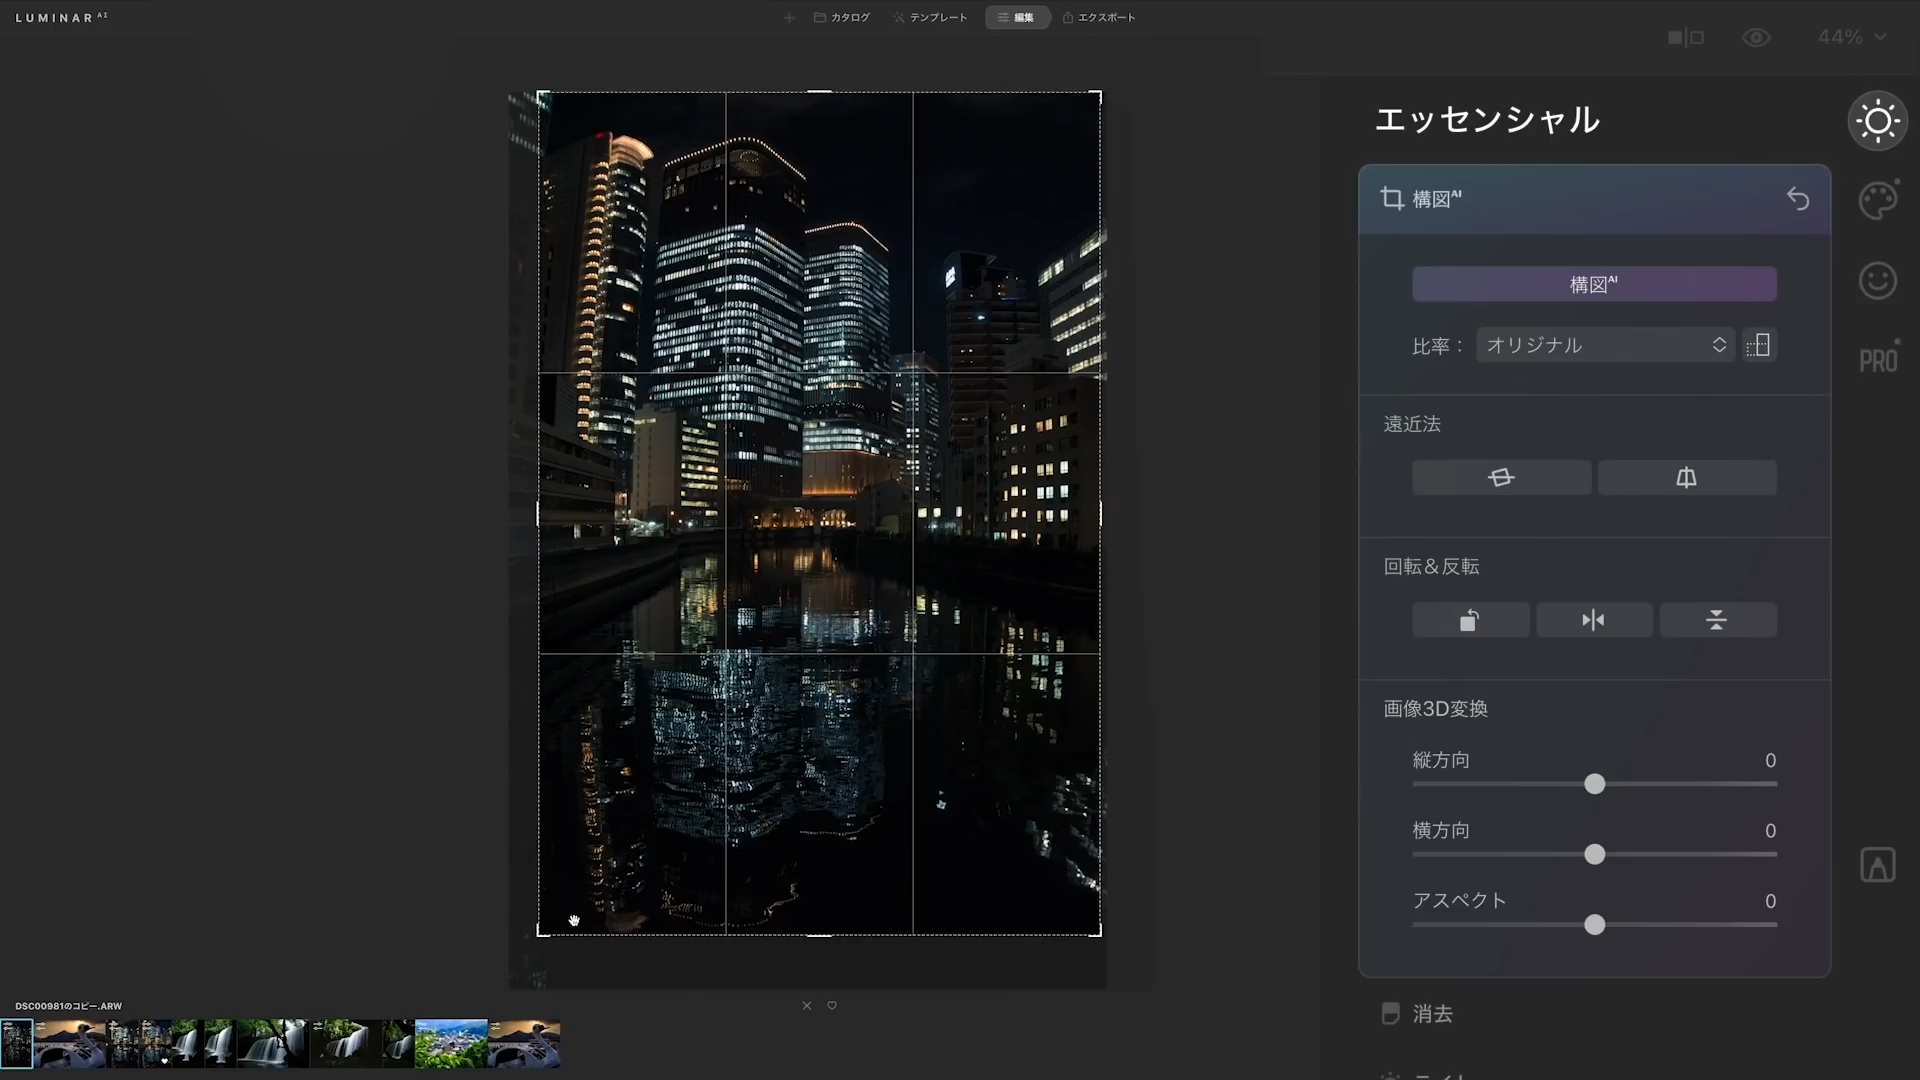 LUMINAR AI
カタログ
テンプレート
編集
エクスポート
44%
エッセンシャル
構図AI
構図AI
比率：
オリジナル
遠近法
回転＆反転
画像3D変換
縦方向
0
横方向
0
アスペクト
0
PRO
消去
DSC00981のコピー.ARW